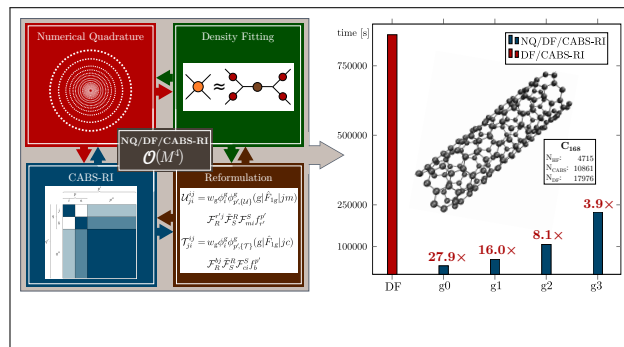 Numerical Quadrature
Density Fitting
≈
NQ/DF/CABS-RI
𝒪(M⁴)
CABS-RI
Reformulation
time [s]
750000
500000
250000
100000
NQ/DF/CABS-RI
DF/CABS-RI
C₁₆₈
N_BF: 4715
N_CABS: 10861
N_DF: 17976
27.9×
16.0×
8.1×
3.9×
DF g0 g1 g2 g3